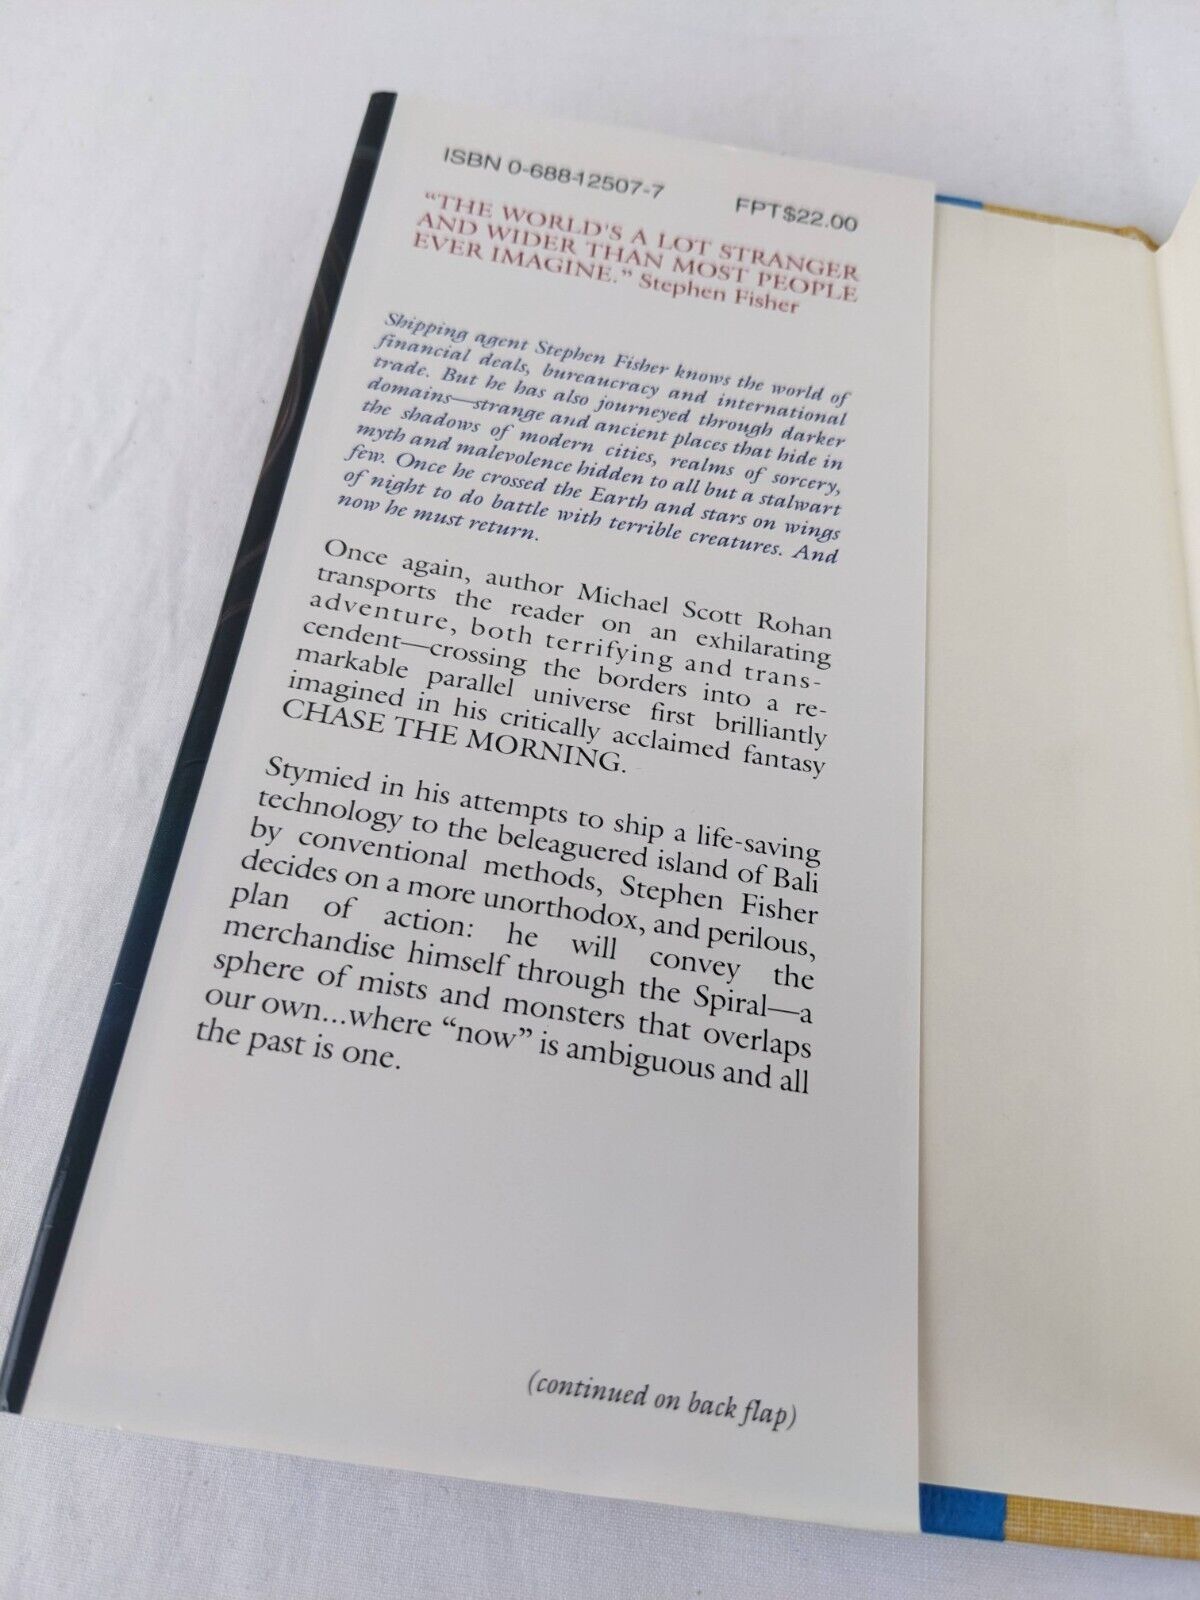 ISBN 0-688-12507-7 FPT$22.00
"THE WORLD'S A LOT STRANGER
AND WIDER THAN MOST PEOPLE
EVER IMAGINE." Stephen Fisher
Shipping agent Stephen Fisher knows the world of
financial deals, bureaucracy and international
trade. But he has also journeyed through darker
domains—strange and ancient places that hide in
the shadows of modern cities, realms of sorcery,
myth and malevolence hidden to all but a stalwart
few. Once he crossed the Earth and stars on wings
of night to do battle with terrible creatures. And
now he must return.
Once again, author Michael Scott Rohan
transports the reader on an exhilarating
adventure, both terrifying and trans-
cendent—crossing the borders into a re-
markable parallel universe first brilliantly
imagined in his critically acclaimed fantasy
CHASE THE MORNING.
Stymied in his attempts to ship a life-saving
technology to the beleaguered island of Bali
by conventional methods, Stephen Fisher
decides on a more unorthodox, and perilous,
plan of action: he will convey the
merchandise himself through the Spiral—a
sphere of mists and monsters that overlaps
our own...where "now" is ambiguous and all
the past is one.
(continued on back flap)